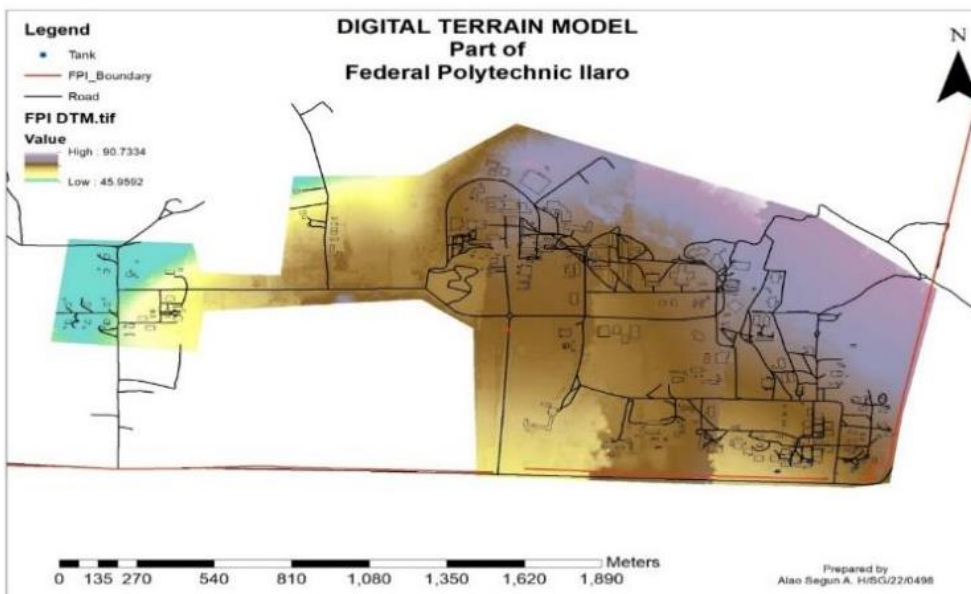 DIGITAL TERRAIN MODEL
Part of
Federal Polytechnic Ilaro
N
Legend
Tank
FPI_Boundary
Road
FPI DTM.tif
Value
High : 90.7334
Low : 45.9592
Meters
0 135 270 540 810 1,080 1,350 1,620 1,890
Prepared by
Alao Segun A. H/SG/22/0498